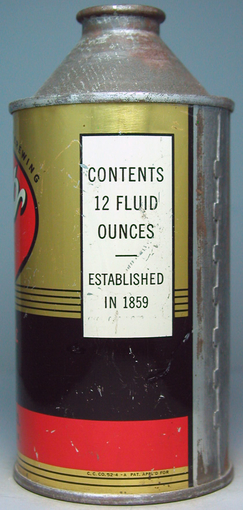 CONTENTS
12 FLUID
OUNCES
ESTABLISHED
IN 1859